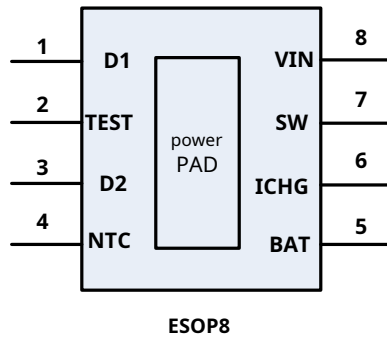 1 D1 VIN 8
2 TEST SW 7
power
PAD
3 D2 ICHG 6
4 NTC BAT 5
ESOP8